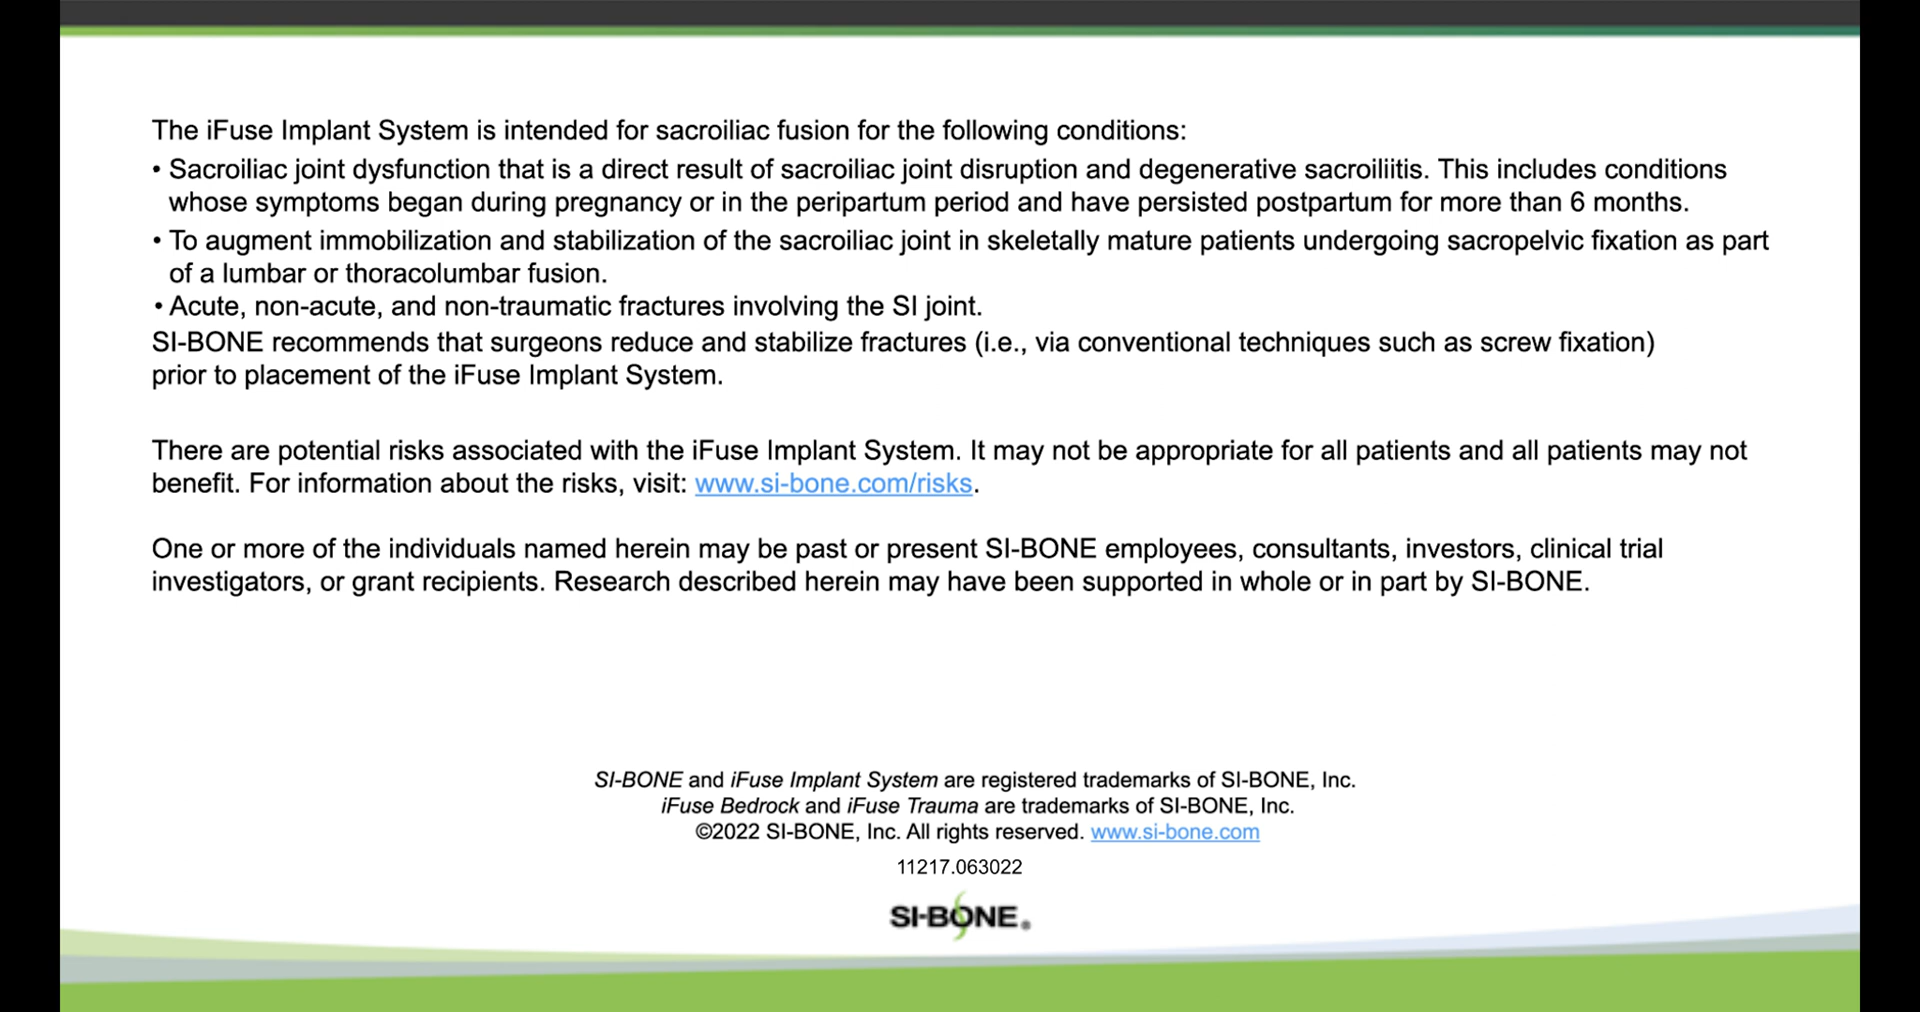 The iFuse Implant System is intended for sacroiliac fusion for the following conditions:
• Sacroiliac joint dysfunction that is a direct result of sacroiliac joint disruption and degenerative sacroiliitis. This includes conditions
whose symptoms began during pregnancy or in the peripartum period and have persisted postpartum for more than 6 months.
• To augment immobilization and stabilization of the sacroiliac joint in skeletally mature patients undergoing sacropelvic fixation as part
of a lumbar or thoracolumbar fusion.
• Acute, non-acute, and non-traumatic fractures involving the SI joint.
SI-BONE recommends that surgeons reduce and stabilize fractures (i.e., via conventional techniques such as screw fixation)
prior to placement of the iFuse Implant System.
There are potential risks associated with the iFuse Implant System. It may not be appropriate for all patients and all patients may not
benefit. For information about the risks, visit: www.si-bone.com/risks.
One or more of the individuals named herein may be past or present SI-BONE employees, consultants, investors, clinical trial
investigators, or grant recipients. Research described herein may have been supported in whole or in part by SI-BONE.
SI-BONE and iFuse Implant System are registered trademarks of SI-BONE, Inc.
iFuse Bedrock and iFuse Trauma are trademarks of SI-BONE, Inc.
©2022 SI-BONE, Inc. All rights reserved. www.si-bone.com
11217.063022
SI-BONE®